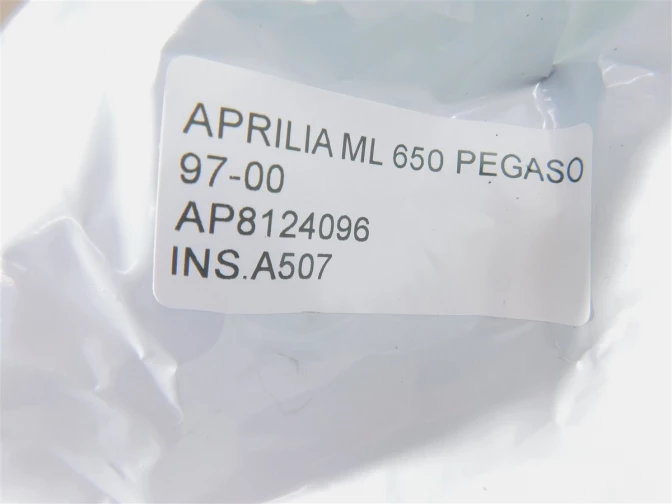 APRILIA ML 650 PEGASO
97-00
AP8124096
INS.A507